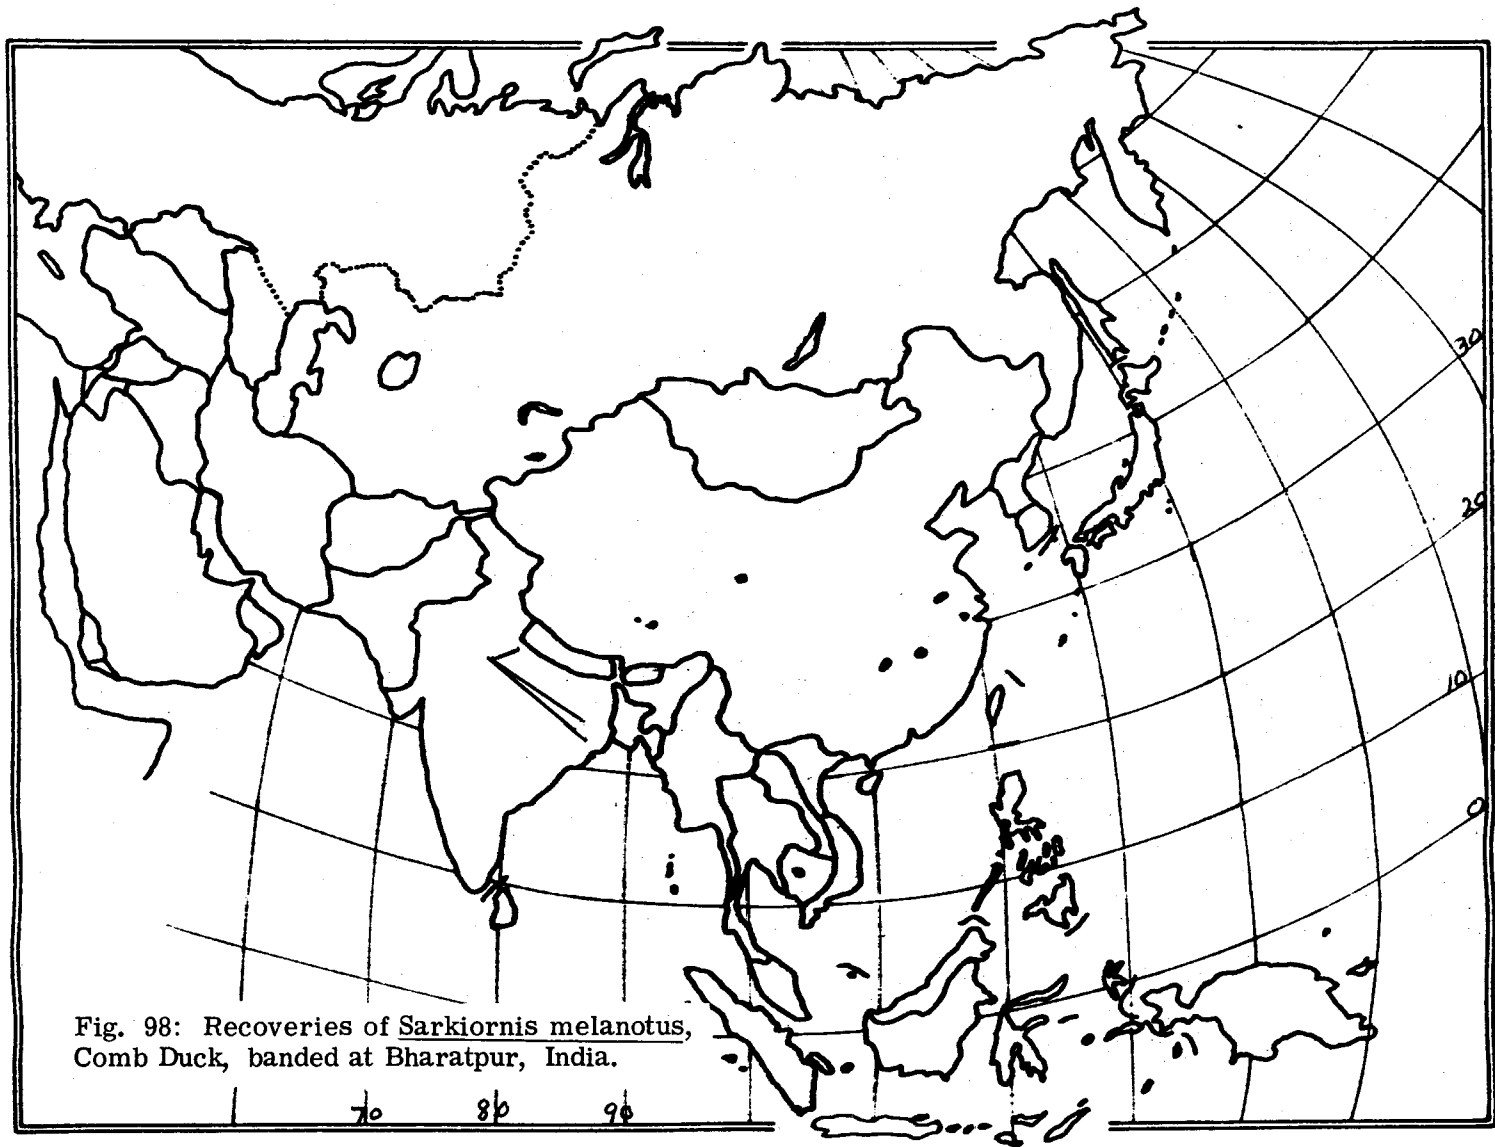 30
20
10
0
Fig. 98: Recoveries of Sarkiornis melanotus,
Comb Duck, banded at Bharatpur, India.
70 80 90